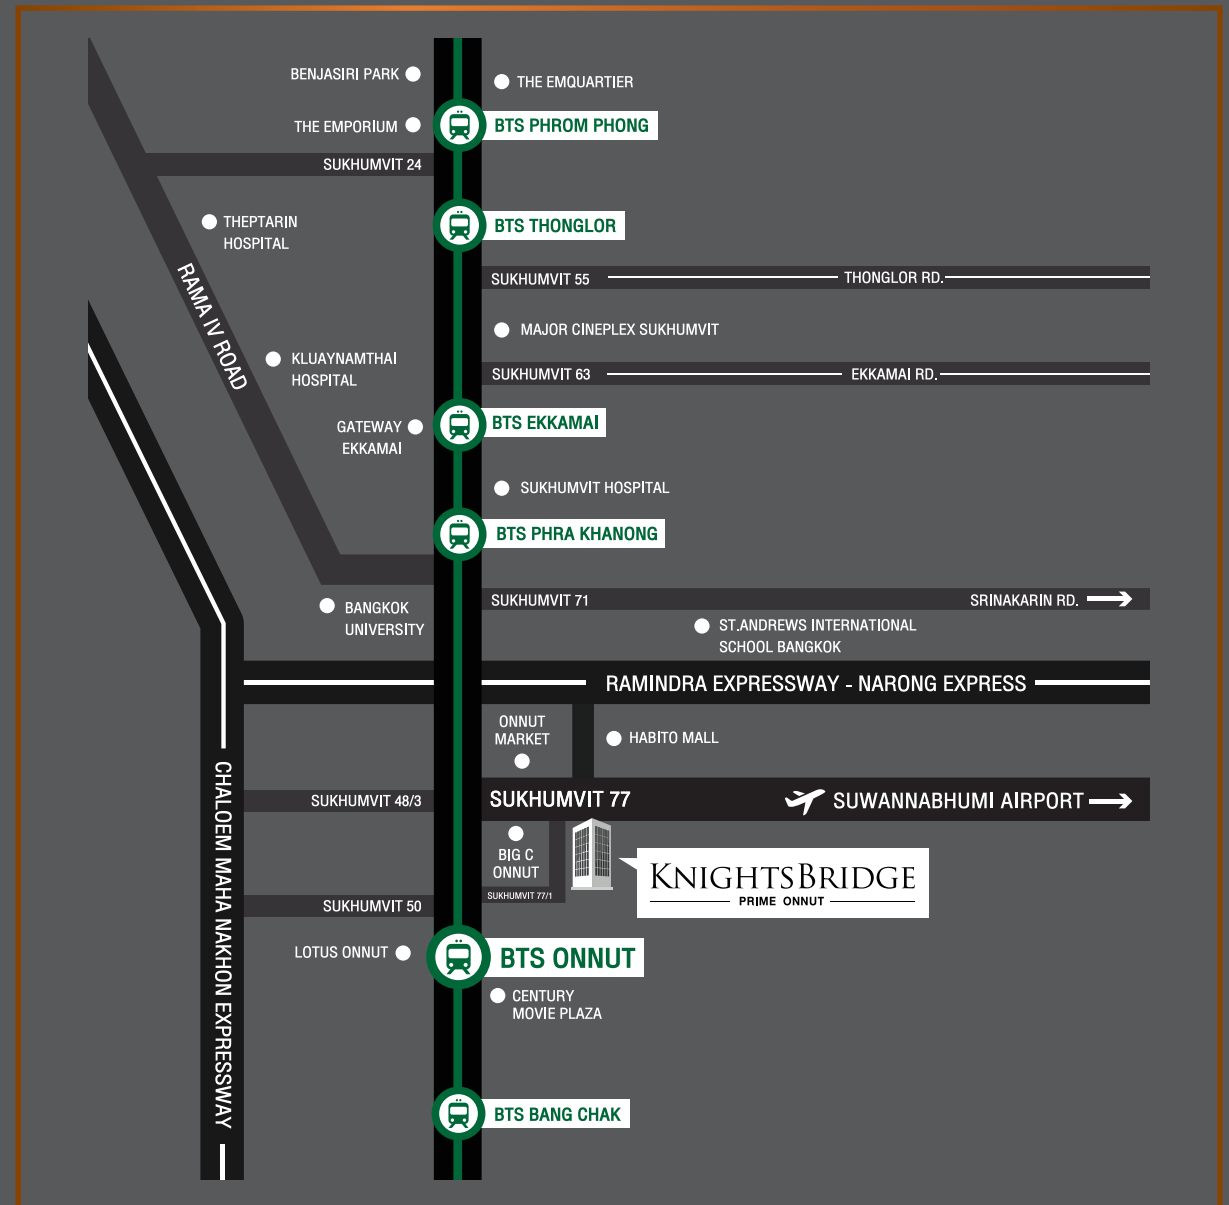 BENJASIRI PARK
THE EMQUARTIER
THE EMPORIUM
BTS PHROM PHONG
SUKHUMVIT 24
THEPTARIN
HOSPITAL
BTS THONGLOR
RAMA IV ROAD
SUKHUMVIT 55
THONGLOR RD.
MAJOR CINEPLEX SUKHUMVIT
KLUAYNAMTHAI
HOSPITAL
SUKHUMVIT 63
EKKAMAI RD.
GATEWAY
EKKAMAI
BTS EKKAMAI
SUKHUMVIT HOSPITAL
BTS PHRA KHANONG
BANGKOK
UNIVERSITY
SUKHUMVIT 71
SRINAKARIN RD.
ST.ANDREWS INTERNATIONAL
SCHOOL BANGKOK
RAMINDRA EXPRESSWAY - NARONG EXPRESS
ONNUT
MARKET
HABITO MALL
CHALOEM MAHA NAKHON EXPRESSWAY
SUKHUMVIT 48/3
SUKHUMVIT 77
SUWANNABHUMI AIRPORT
BIG C
ONNUT
SUKHUMVIT 77/1
KNIGHTSBRIDGE
PRIME ONNUT
SUKHUMVIT 50
LOTUS ONNUT
BTS ONNUT
CENTURY
MOVIE PLAZA
BTS BANG CHAK